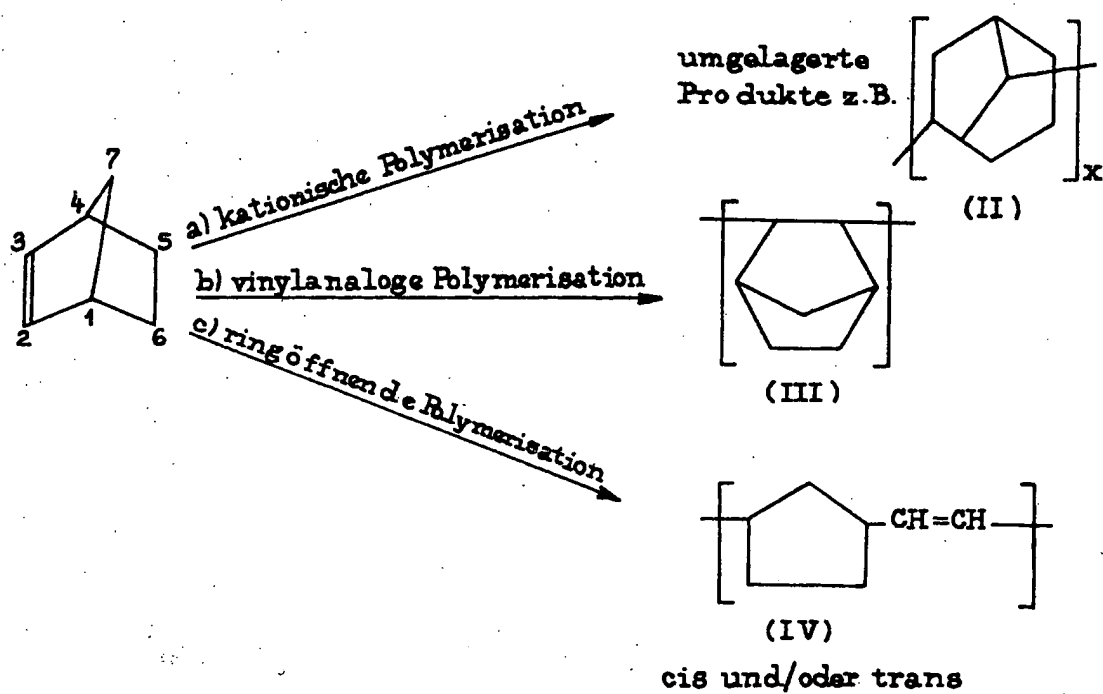 umgelagerte
Produkte z.B.
x
(II)
a) kationische Polymerisation
7
4
3
5
2
1
6
b) vinylanaloge Polymerisation
(III)
c) ringöffnende Polymerisation
CH=CH
(IV)
cis und/oder trans